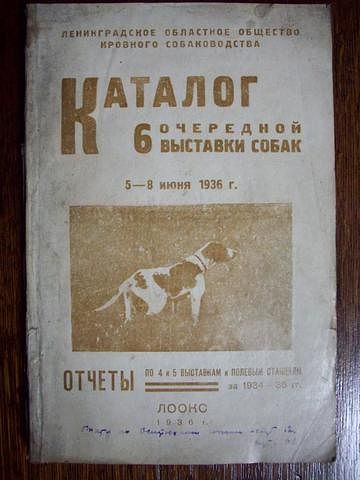 ЛЕНИНГРАДСКОЕ ОБЛАСТНОЕ ОБЩЕСТВО
КРОВНОГО СОБАКОВОДСТВА
КАТАЛОГ
6 ОЧЕРЕДНОЙ
ВЫСТАВКИ СОБАК
5—8 ИЮНЯ 1936 г.
ОТЧЕТЫ
ПО 4 и 5 ВЫСТАВКАМ и ПОЛЕВЫМ СТАНЦИЯМ
за 1934—35 гг.
ЛООКС
1936 г.